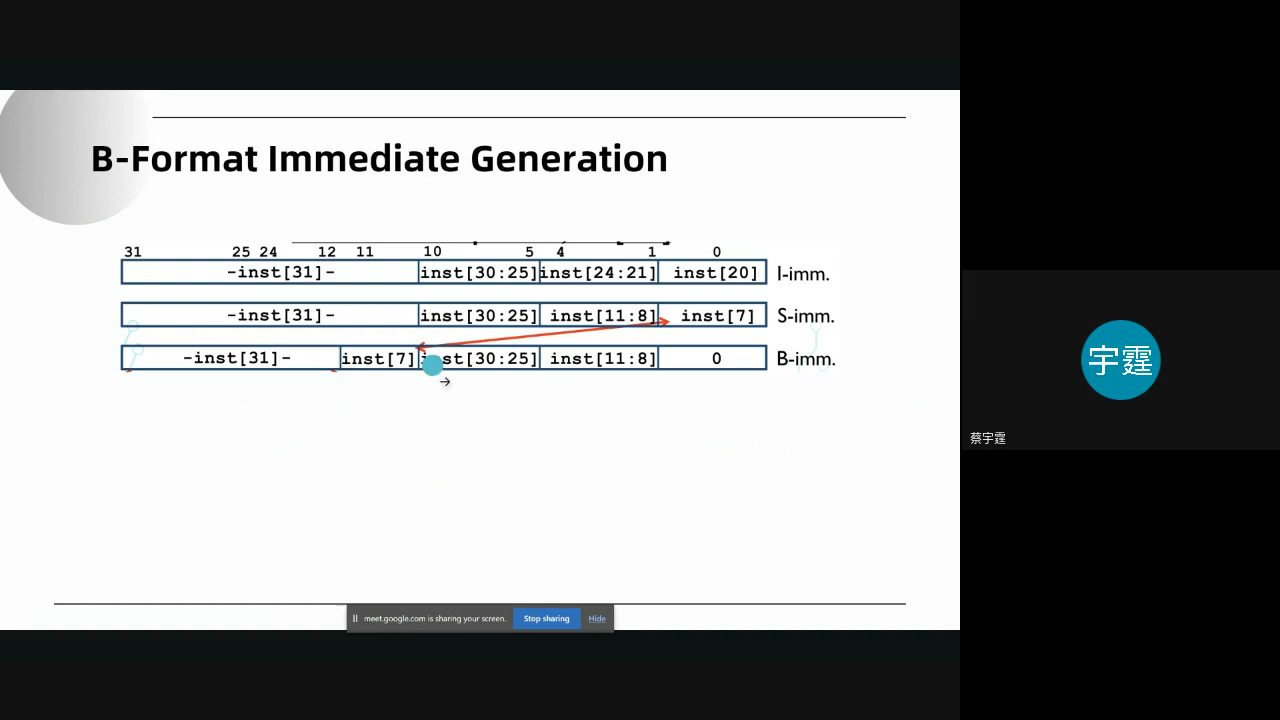 B-Format Immediate Generation
31 25 24 12 11 10 5 4 1 0
-inst[31]- inst[30:25] inst[24:21] inst[20] I-imm.
-inst[31]- inst[30:25] inst[11:8] inst[7] S-imm.
-inst[31]- inst[7] inst[30:25] inst[11:8] 0 B-imm.
宇霆
蔡宇霆
meet.google.com is sharing your screen. Stop sharing Hide